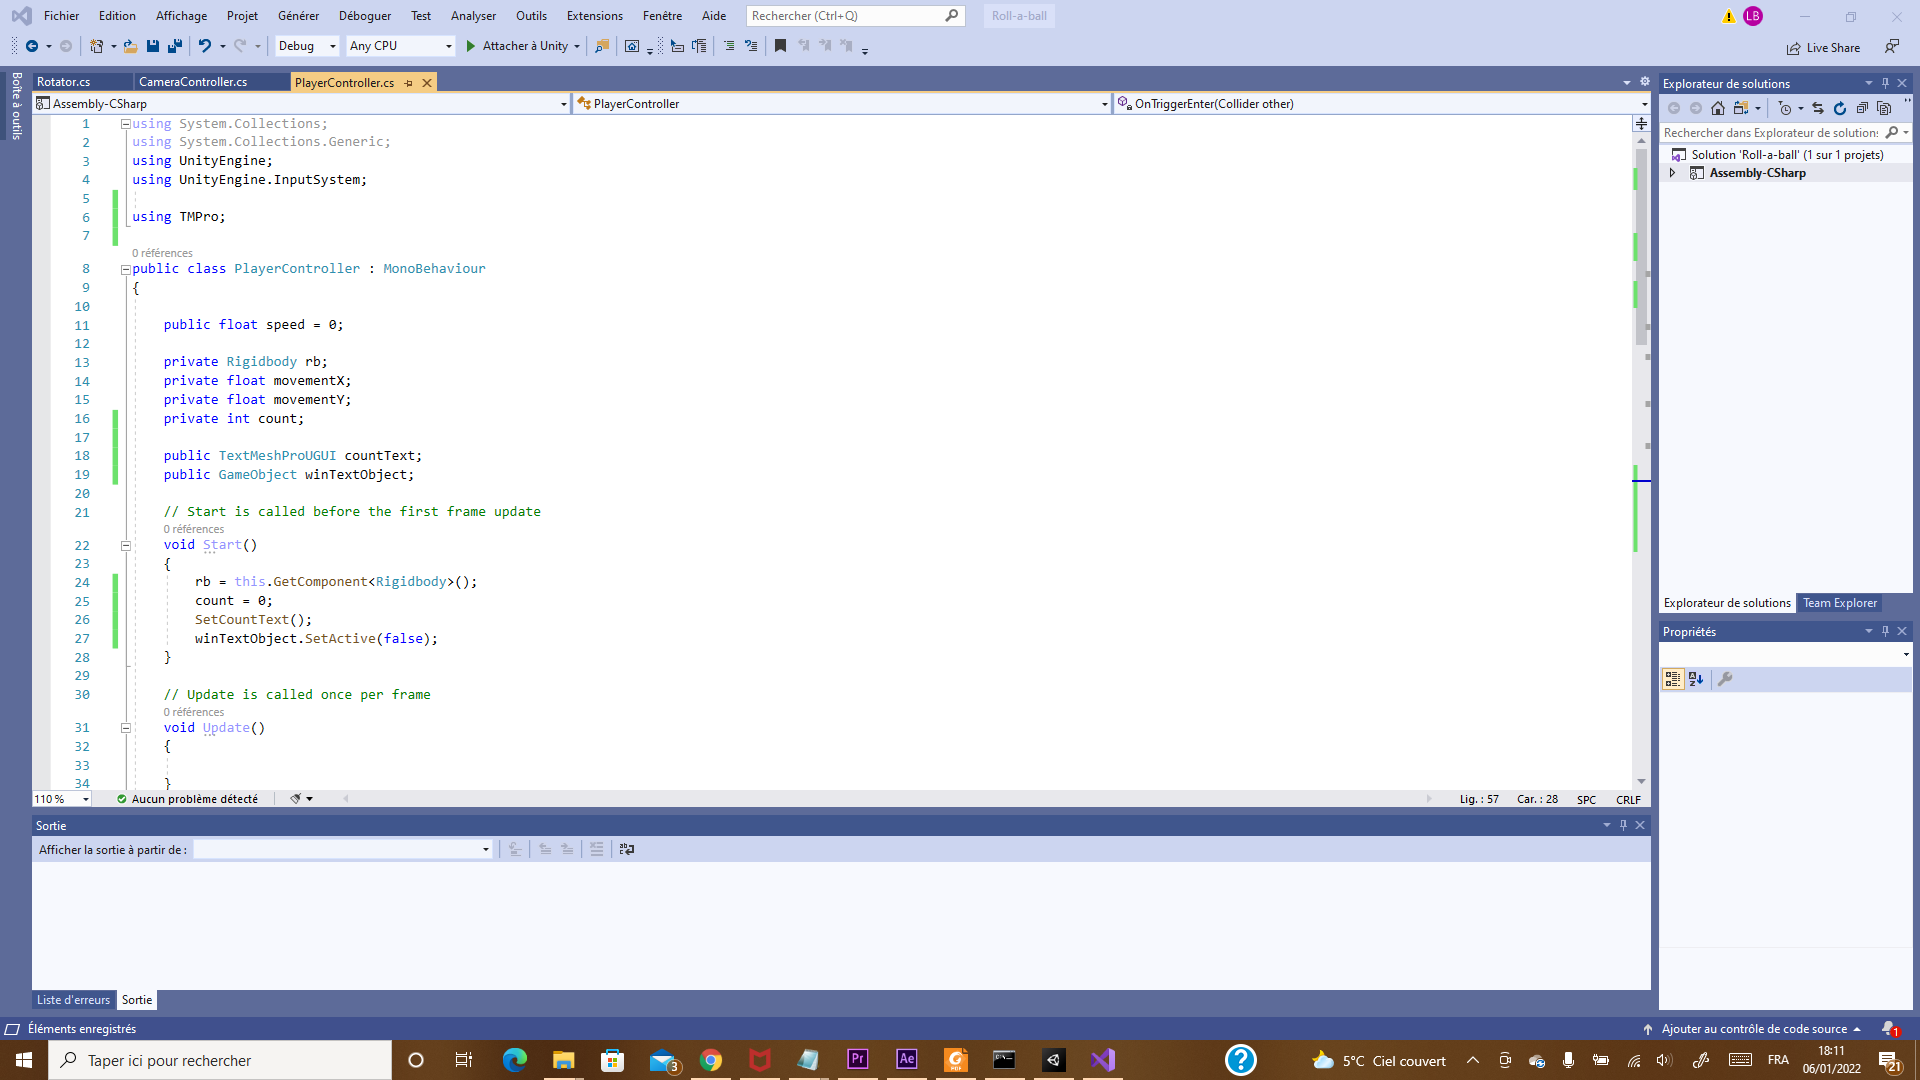 Fichier Edition Affichage Projet Générer Déboguer Test Analyser Outils Extensions Fenêtre Aide Rechercher (Ctrl+Q) Roll-a-ball LB
Debug Any CPU Attacher à Unity Live Share
Boîte à outils
Rotator.cs CameraController.cs PlayerController.cs
Assembly-CSharp PlayerController OnTriggerEnter(Collider other)
1 using System.Collections;
2 using System.Collections.Generic;
3 using UnityEngine;
4 using UnityEngine.InputSystem;
5
6 using TMPro;
7
0 références
8 public class PlayerController : MonoBehaviour
9 {
10
11 public float speed = 0;
12
13 private Rigidbody rb;
14 private float movementX;
15 private float movementY;
16 private int count;
17
18 public TextMeshProUGUI countText;
19 public GameObject winTextObject;
20
21 // Start is called before the first frame update
0 références
22 void Start()
23 {
24 rb = this.GetComponent<Rigidbody>();
25 count = 0;
26 SetCountText();
27 winTextObject.SetActive(false);
28 }
29
30 // Update is called once per frame
0 références
31 void Update()
32 {
33
34 }
110 % Aucun problème détecté Lig. : 57 Car. : 28 SPC CRLF
Sortie
Afficher la sortie à partir de :
Liste d'erreurs Sortie
Explorateur de solutions
Rechercher dans Explorateur de solutions
Solution 'Roll-a-ball' (1 sur 1 projets)
Assembly-CSharp
Explorateur de solutions Team Explorer
Propriétés
Éléments enregistrés Ajouter au contrôle de code source 1
Taper ici pour rechercher 3 Pr Ae PDF ? 5°C Ciel couvert FRA 18:11 06/01/2022 21